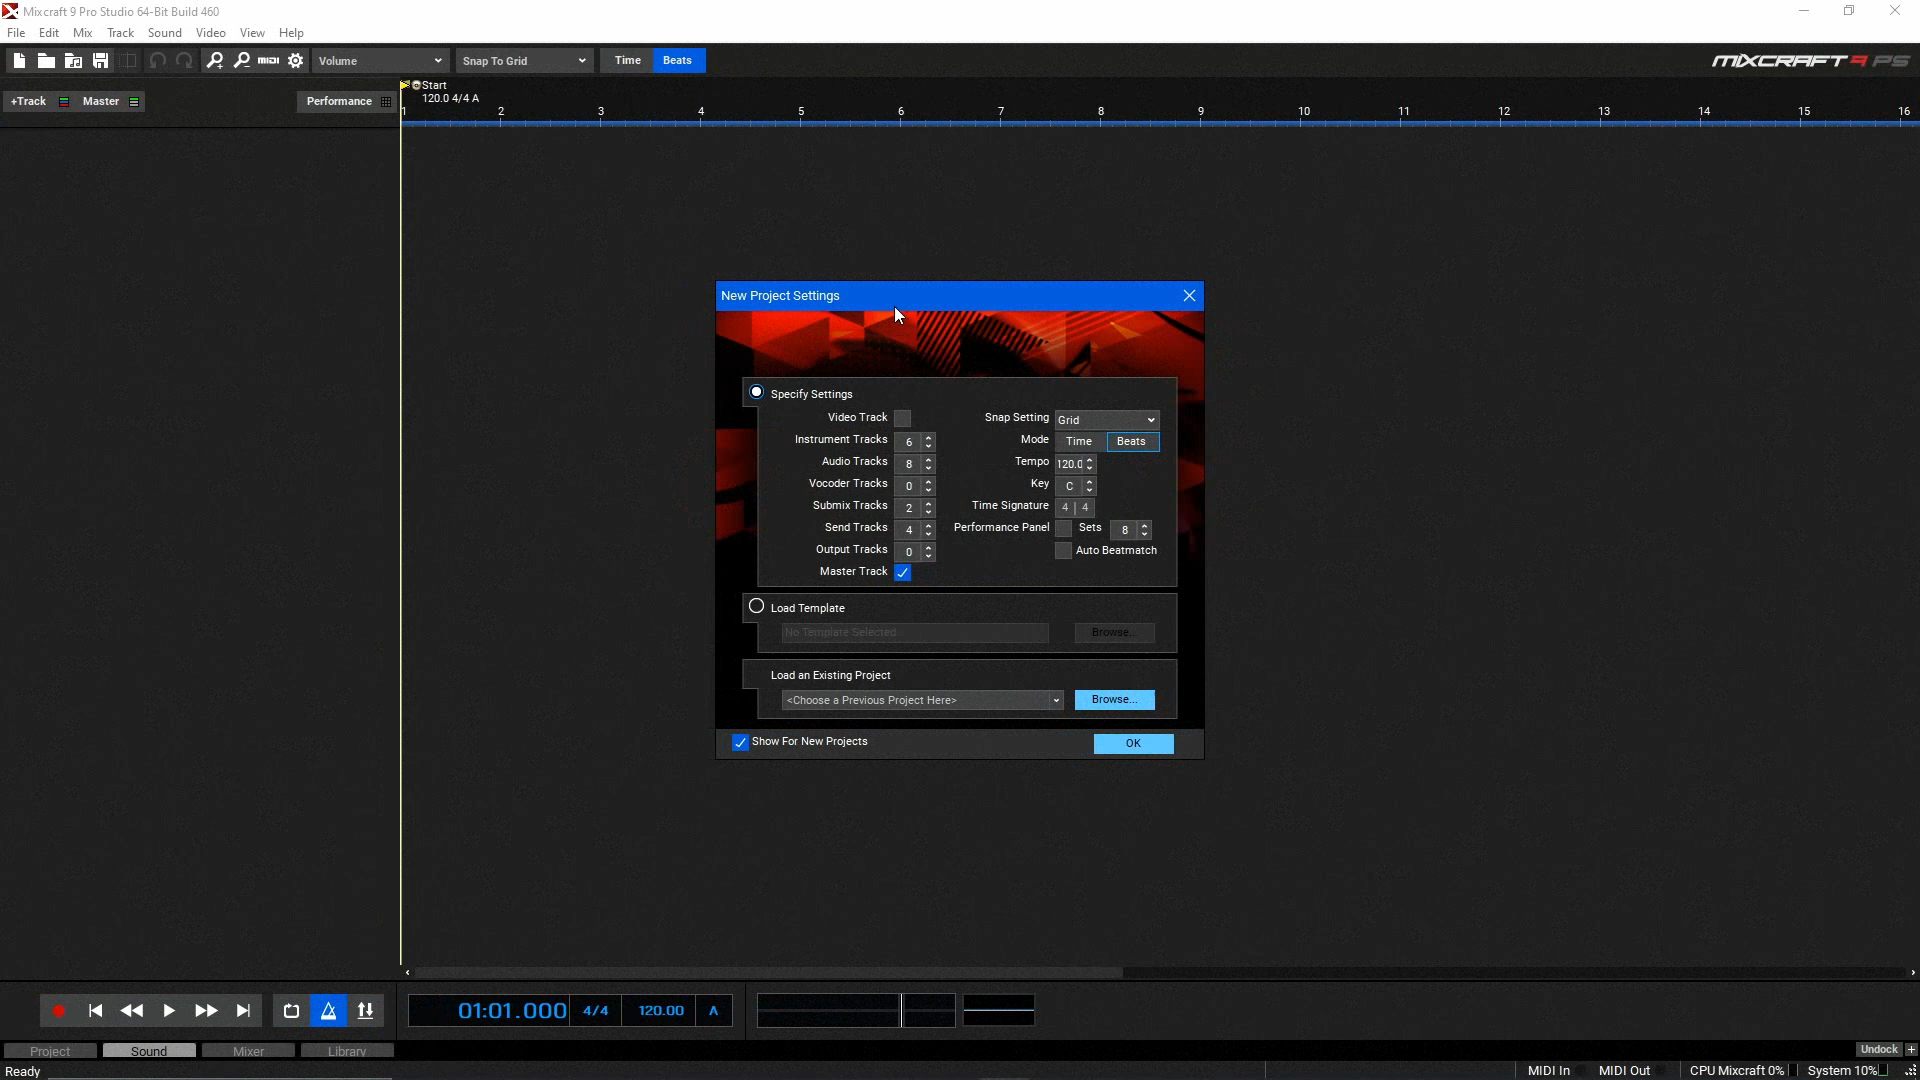 Mixcraft 9 Pro Studio 64-Bit Build 460
File Edit Mix Track Sound Video View Help
midi Volume Snap To Grid Time Beats
MIXCRAFT 9 PS
+Track Master Performance
Start
120.0 4/4 A
1 2 3 4 5 6 7 8 9 10 11 12 13 14 15 16
New Project Settings
Specify Settings
Video Track Snap Setting Grid
Instrument Tracks 6 Mode Time Beats
Audio Tracks 8 Tempo 120.0
Vocoder Tracks 0 Key C
Submix Tracks 2 Time Signature 4 | 4
Send Tracks 4 Performance Panel Sets 8
Output Tracks 0 Auto Beatmatch
Master Track
Load Template
No Template Selected Browse...
Load an Existing Project
<Choose a Previous Project Here> Browse...
Show For New Projects OK
01:01.000 4/4 120.00 A
Project Sound Mixer Library
Undock +
Ready MIDI In MIDI Out CPU Mixcraft 0% System 10%